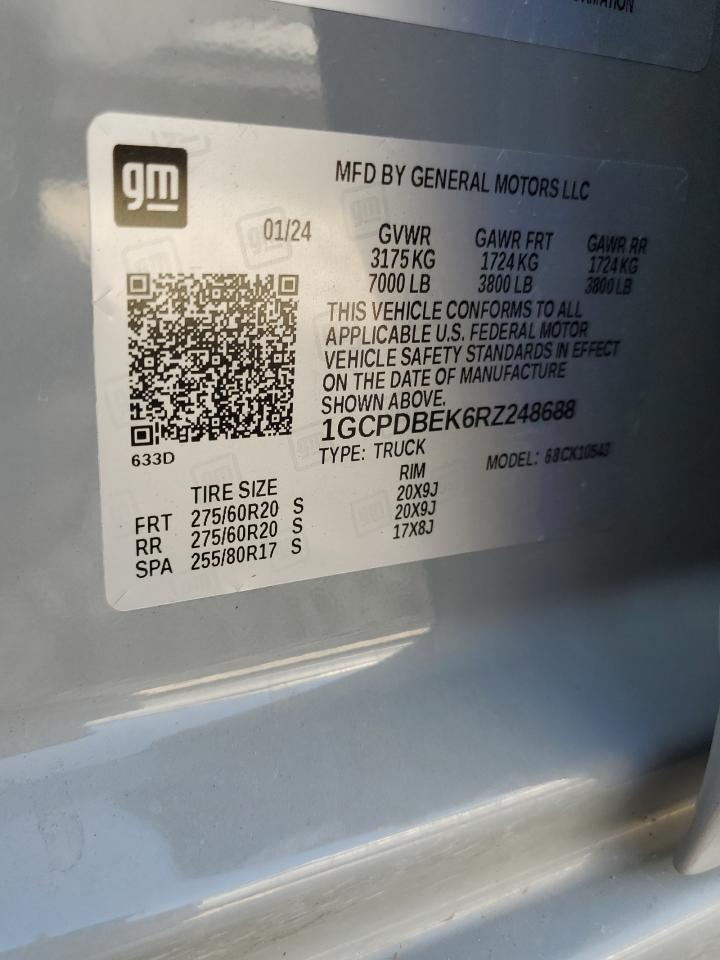 gm
MFD BY GENERAL MOTORS LLC
01/24
GVWR GAWR FRT GAWR RR
3175 KG 1724 KG 1724 KG
7000 LB 3800 LB 3800 LB
THIS VEHICLE CONFORMS TO ALL
APPLICABLE U.S. FEDERAL MOTOR
VEHICLE SAFETY STANDARDS IN EFFECT
ON THE DATE OF MANUFACTURE
SHOWN ABOVE.
1GCPDBEK6RZ248688
633D
TYPE: TRUCK MODEL: 68CK10543
TIRE SIZE RIM
FRT 275/60R20 S 20X9J
RR 275/60R20 S 20X9J
SPA 255/80R17 S 17X8J